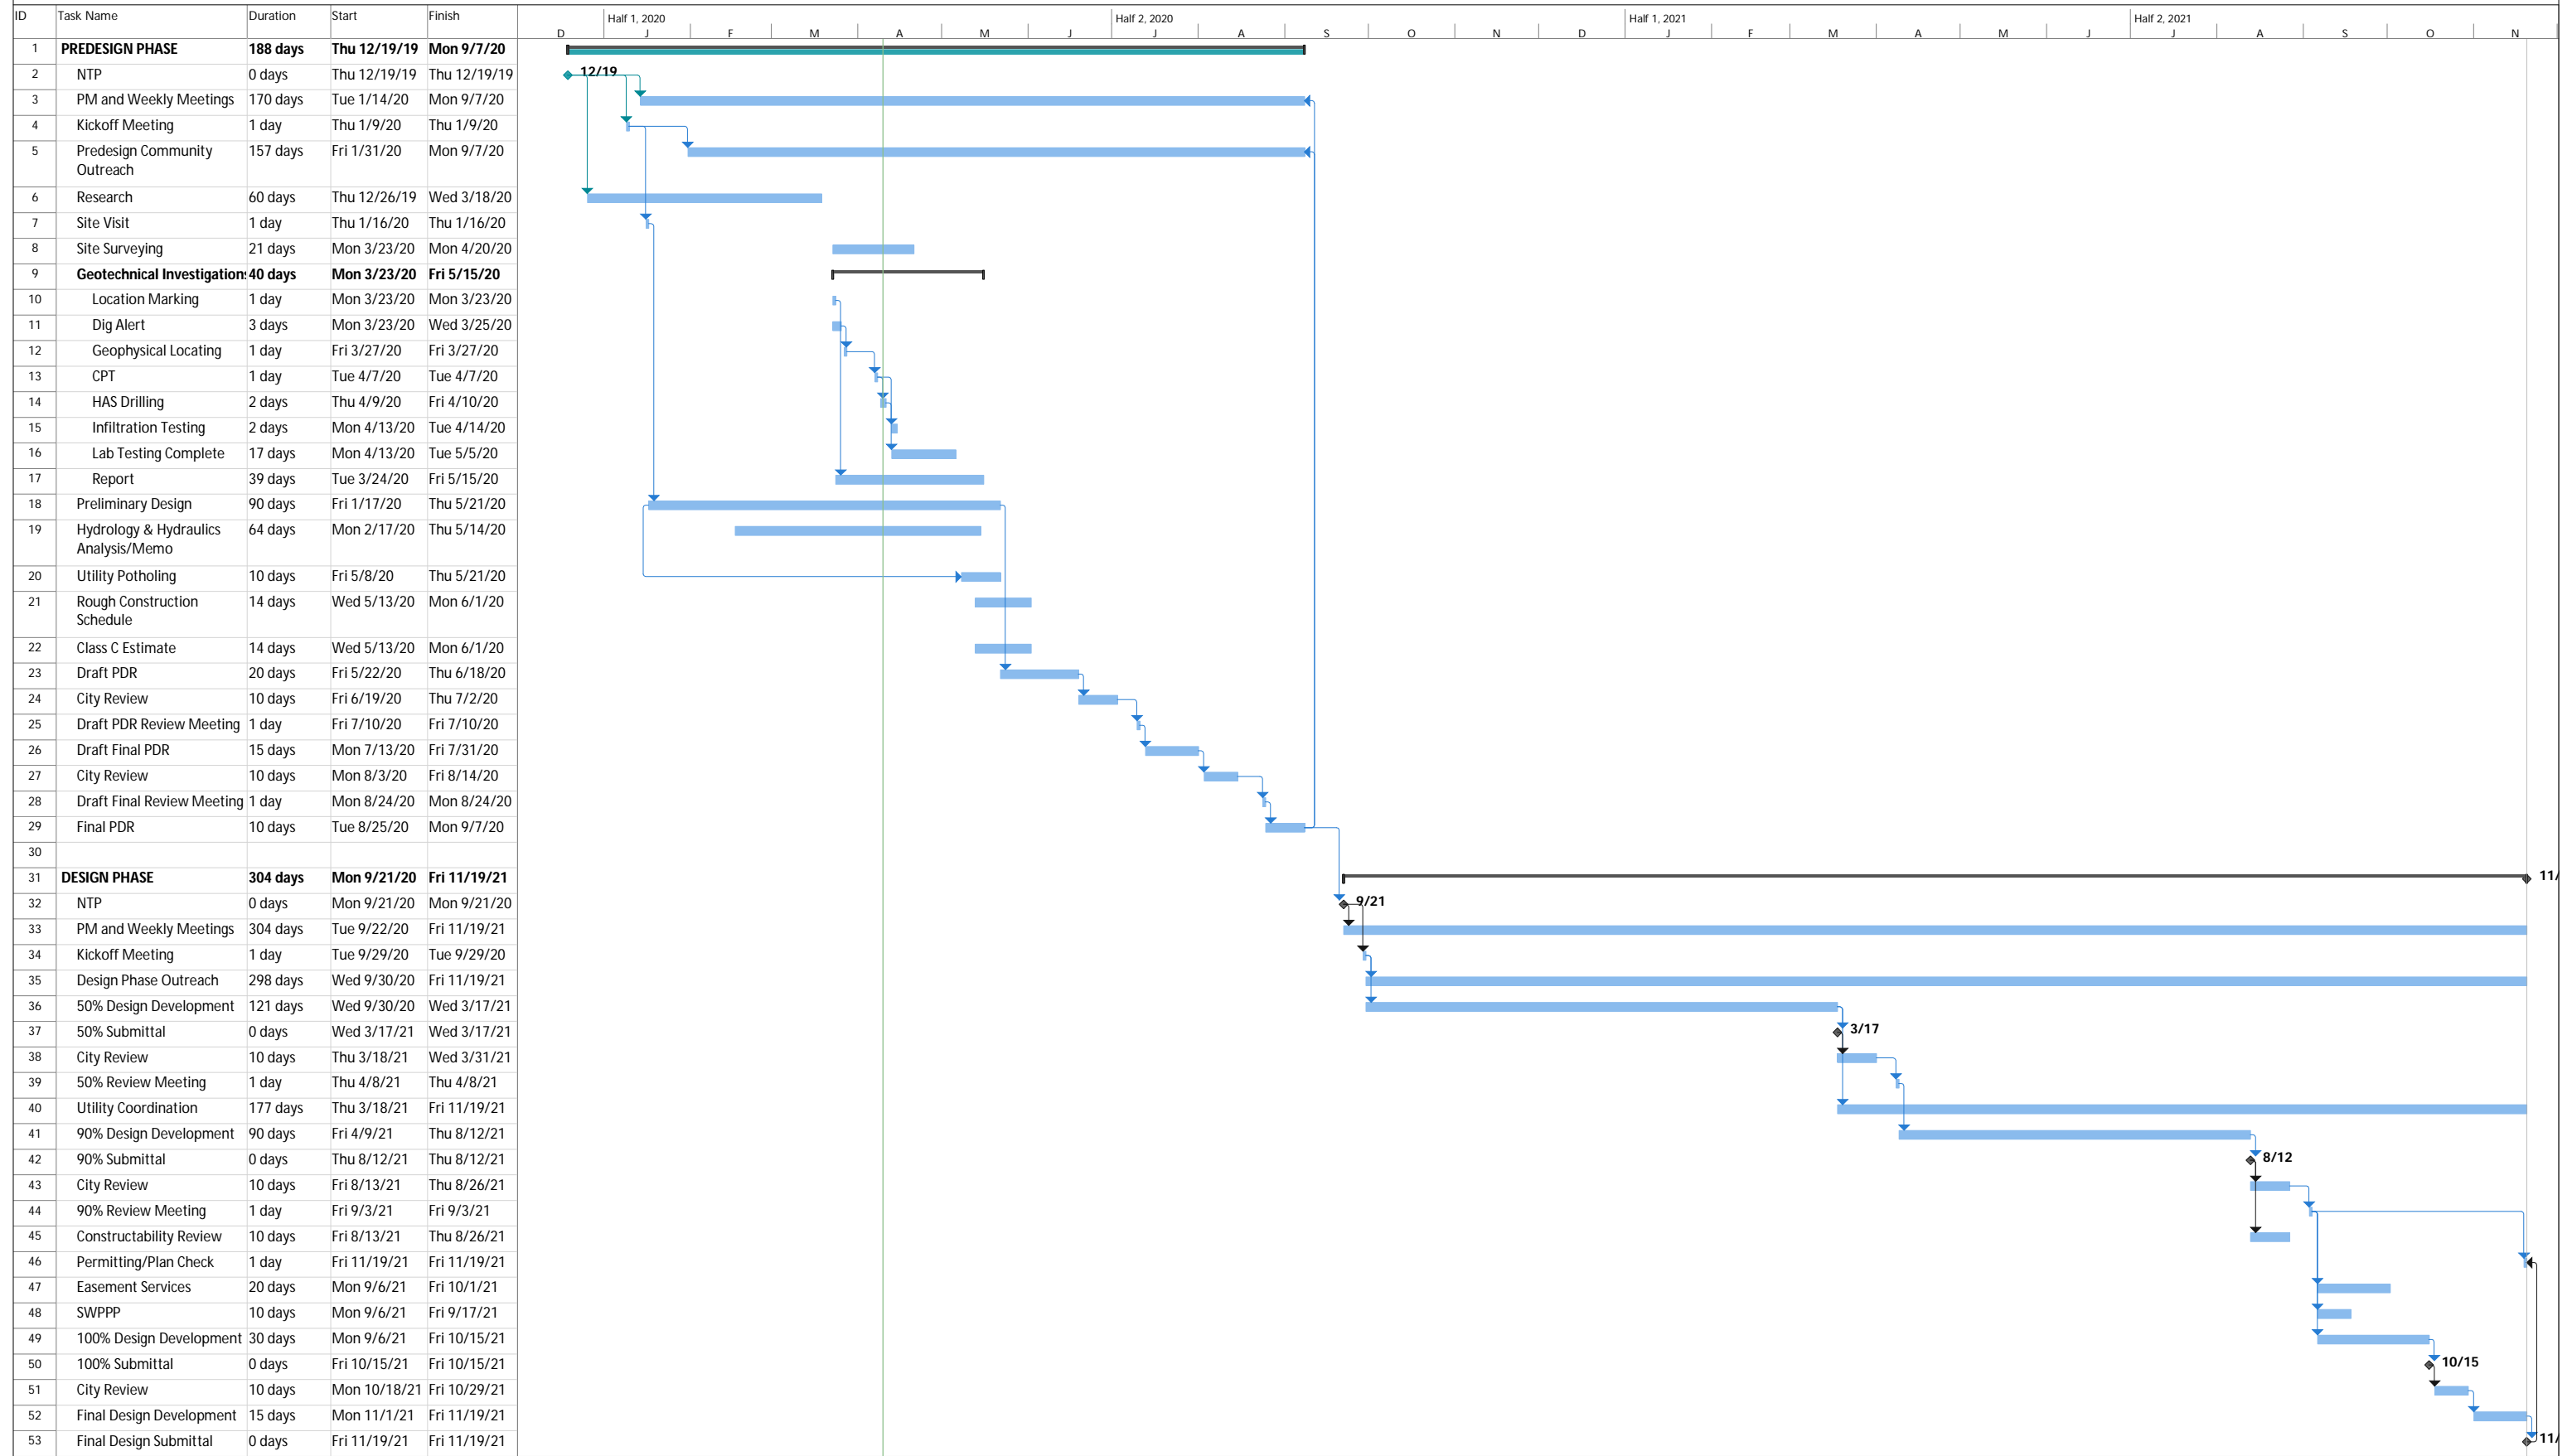 ID Task Name Duration Start Finish Half 1, 2020 Half 2, 2020 Half 1, 2021 Half 2, 2021
D J F M A M J J A S O N D J F M A M J J A S O N
1 PREDESIGN PHASE 188 days Thu 12/19/19 Mon 9/7/20
2 NTP 0 days Thu 12/19/19 Thu 12/19/19 12/19
3 PM and Weekly Meetings 170 days Tue 1/14/20 Mon 9/7/20
4 Kickoff Meeting 1 day Thu 1/9/20 Thu 1/9/20
5 Predesign Community 157 days Fri 1/31/20 Mon 9/7/20
Outreach
6 Research 60 days Thu 12/26/19 Wed 3/18/20
7 Site Visit 1 day Thu 1/16/20 Thu 1/16/20
8 Site Surveying 21 days Mon 3/23/20 Mon 4/20/20
9 Geotechnical Investigations 40 days Mon 3/23/20 Fri 5/15/20
10 Location Marking 1 day Mon 3/23/20 Mon 3/23/20
11 Dig Alert 3 days Mon 3/23/20 Wed 3/25/20
12 Geophysical Locating 1 day Fri 3/27/20 Fri 3/27/20
13 CPT 1 day Tue 4/7/20 Tue 4/7/20
14 HAS Drilling 2 days Thu 4/9/20 Fri 4/10/20
15 Infiltration Testing 2 days Mon 4/13/20 Tue 4/14/20
16 Lab Testing Complete 17 days Mon 4/13/20 Tue 5/5/20
17 Report 39 days Tue 3/24/20 Fri 5/15/20
18 Preliminary Design 90 days Fri 1/17/20 Thu 5/21/20
19 Hydrology & Hydraulics 64 days Mon 2/17/20 Thu 5/14/20
Analysis/Memo
20 Utility Potholing 10 days Fri 5/8/20 Thu 5/21/20
21 Rough Construction 14 days Wed 5/13/20 Mon 6/1/20
Schedule
22 Class C Estimate 14 days Wed 5/13/20 Mon 6/1/20
23 Draft PDR 20 days Fri 5/22/20 Thu 6/18/20
24 City Review 10 days Fri 6/19/20 Thu 7/2/20
25 Draft PDR Review Meeting 1 day Fri 7/10/20 Fri 7/10/20
26 Draft Final PDR 15 days Mon 7/13/20 Fri 7/31/20
27 City Review 10 days Mon 8/3/20 Fri 8/14/20
28 Draft Final Review Meeting 1 day Mon 8/24/20 Mon 8/24/20
29 Final PDR 10 days Tue 8/25/20 Mon 9/7/20
30
31 DESIGN PHASE 304 days Mon 9/21/20 Fri 11/19/21 11/
32 NTP 0 days Mon 9/21/20 Mon 9/21/20 9/21
33 PM and Weekly Meetings 304 days Tue 9/22/20 Fri 11/19/21
34 Kickoff Meeting 1 day Tue 9/29/20 Tue 9/29/20
35 Design Phase Outreach 298 days Wed 9/30/20 Fri 11/19/21
36 50% Design Development 121 days Wed 9/30/20 Wed 3/17/21
37 50% Submittal 0 days Wed 3/17/21 Wed 3/17/21 3/17
38 City Review 10 days Thu 3/18/21 Wed 3/31/21
39 50% Review Meeting 1 day Thu 4/8/21 Thu 4/8/21
40 Utility Coordination 177 days Thu 3/18/21 Fri 11/19/21
41 90% Design Development 90 days Fri 4/9/21 Thu 8/12/21
42 90% Submittal 0 days Thu 8/12/21 Thu 8/12/21 8/12
43 City Review 10 days Fri 8/13/21 Thu 8/26/21
44 90% Review Meeting 1 day Fri 9/3/21 Fri 9/3/21
45 Constructability Review 10 days Fri 8/13/21 Thu 8/26/21
46 Permitting/Plan Check 1 day Fri 11/19/21 Fri 11/19/21
47 Easement Services 20 days Mon 9/6/21 Fri 10/1/21
48 SWPPP 10 days Mon 9/6/21 Fri 9/17/21
49 100% Design Development 30 days Mon 9/6/21 Fri 10/15/21
50 100% Submittal 0 days Fri 10/15/21 Fri 10/15/21 10/15
51 City Review 10 days Mon 10/18/21 Fri 10/29/21
52 Final Design Development 15 days Mon 11/1/21 Fri 11/19/21
53 Final Design Submittal 0 days Fri 11/19/21 Fri 11/19/21 11/